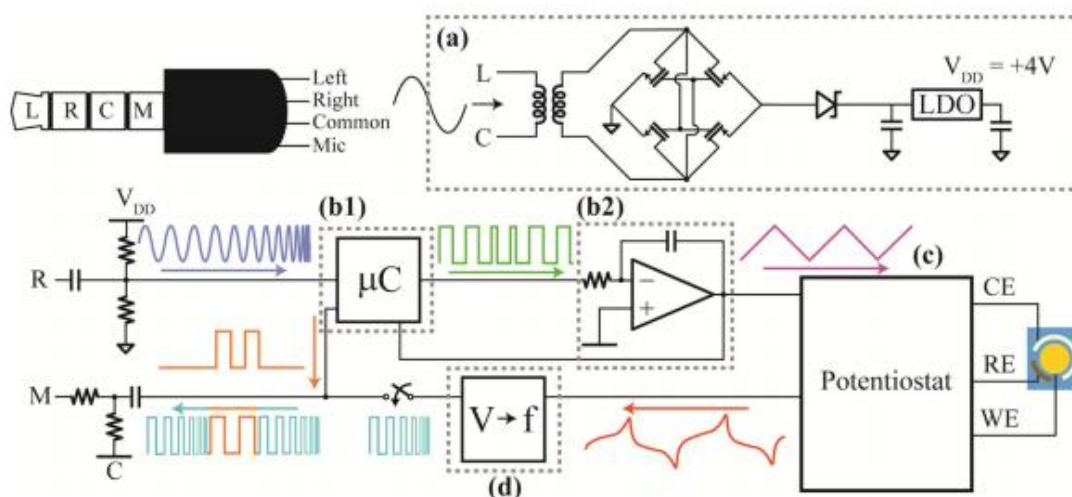 (a)
L R C M
Left
Right
Common
Mic
L
C
V_DD = +4V
LDO
V_DD
(b1)
(b2)
R
μC
−
+
(c)
CE
RE
WE
Potentiostat
M
C
V→f
(d)